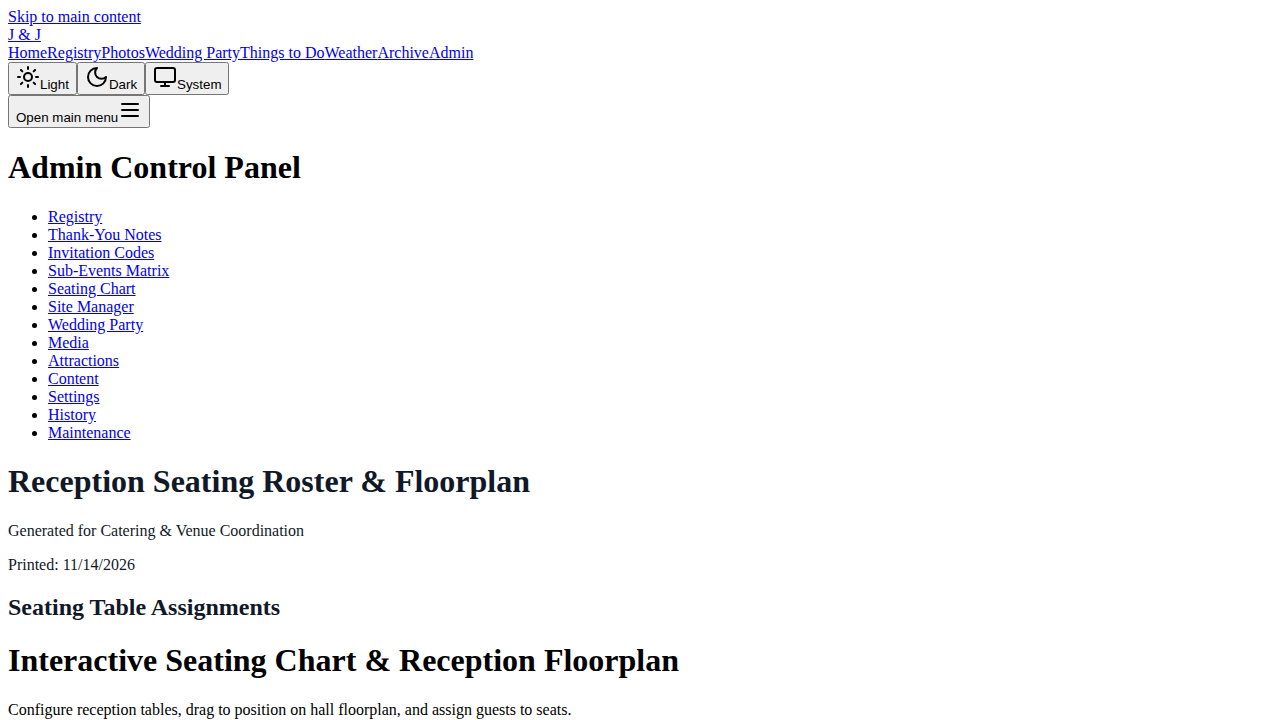 Skip to main content
J & J
HomeRegistryPhotosWedding PartyThings to DoWeatherArchiveAdmin
Light Dark System
Open main menu
Admin Control Panel
Registry
Thank-You Notes
Invitation Codes
Sub-Events Matrix
Seating Chart
Site Manager
Wedding Party
Media
Attractions
Content
Settings
History
Maintenance
Reception Seating Roster & Floorplan
Generated for Catering & Venue Coordination
Printed: 11/14/2026
Seating Table Assignments
Interactive Seating Chart & Reception Floorplan
Configure reception tables, drag to position on hall floorplan, and assign guests to seats.